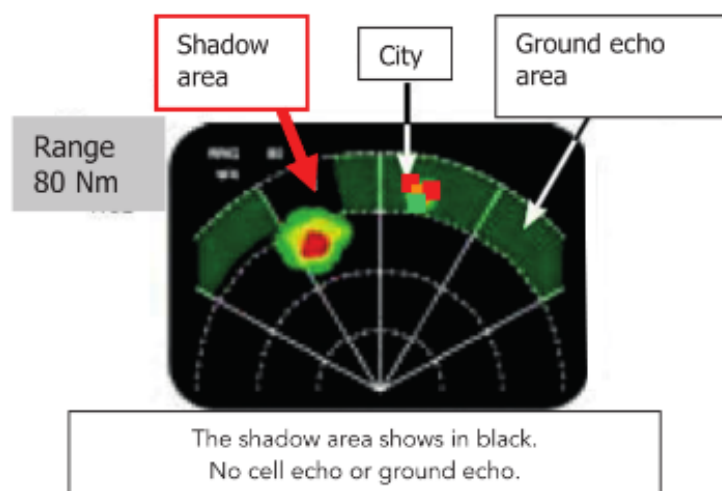 Shadow
area
City
Ground echo
area
Range
80 Nm
80
The shadow area shows in black.
No cell echo or ground echo.